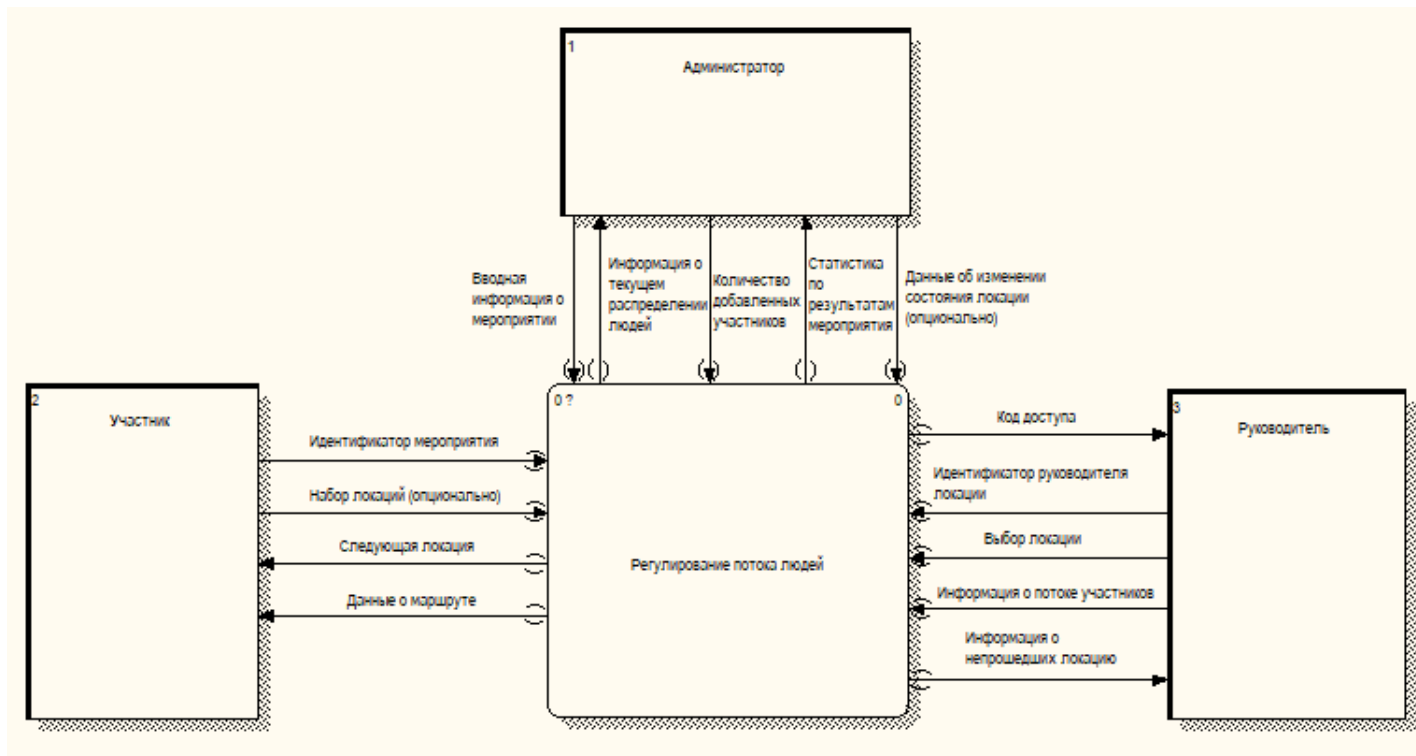 1
Администратор
Вводная
информация о
мероприятии
Информация о
текущем
распределении
людей
Количество
добавленных
участников
Статистика
по
результатам
мероприятия
Данные об изменении
состояния локации
(опционально)
2
Участник
Идентификатор мероприятия
Набор локаций (опционально)
Следующая локация
Данные о маршруте
0 ?
0
Регулирование потока людей
Код доступа
Идентификатор руководителя
локации
Выбор локации
Информация о потоке участников
Информация о
непрошедших локацию
3
Руководитель